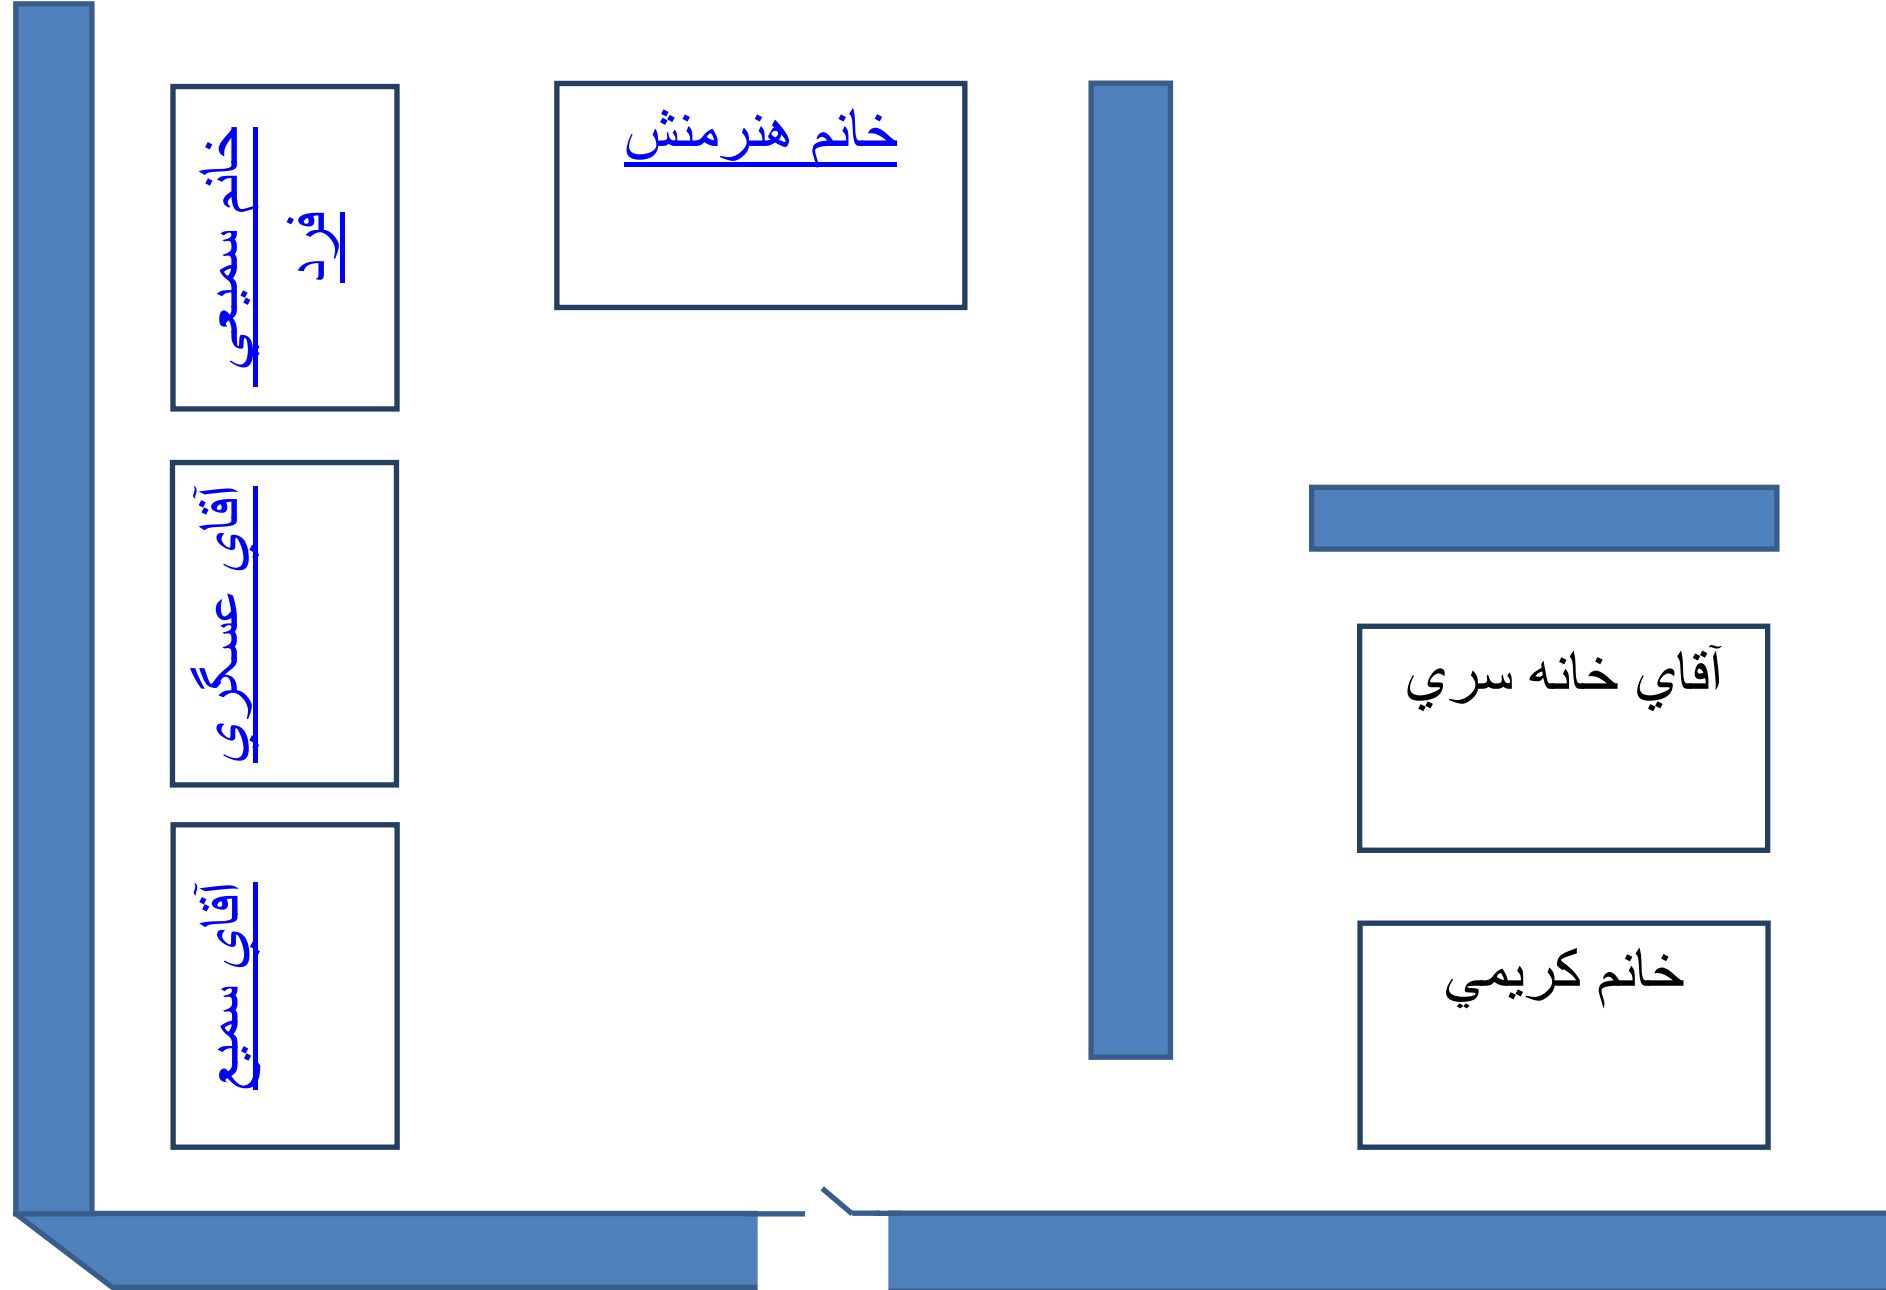 خانم هنرمنش
خانم سميعي
فرد
آقاي عسگري
آقاي سميع
آقاي خانه سري
خانم كريمي